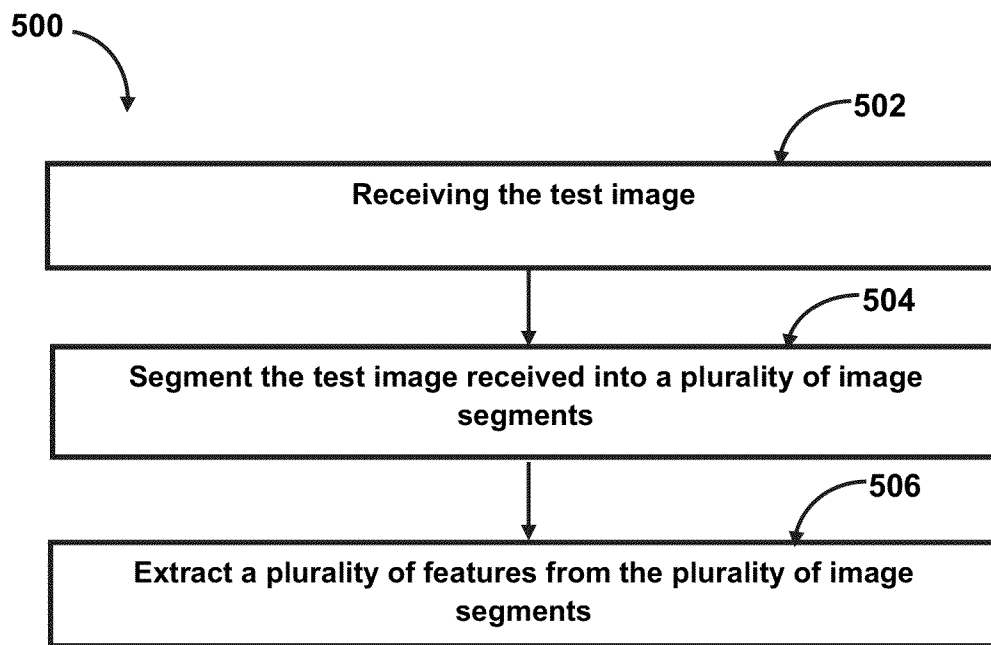 500
502
Receiving the test image
504
Segment the test image received into a plurality of image
segments
506
Extract a plurality of features from the plurality of image
segments